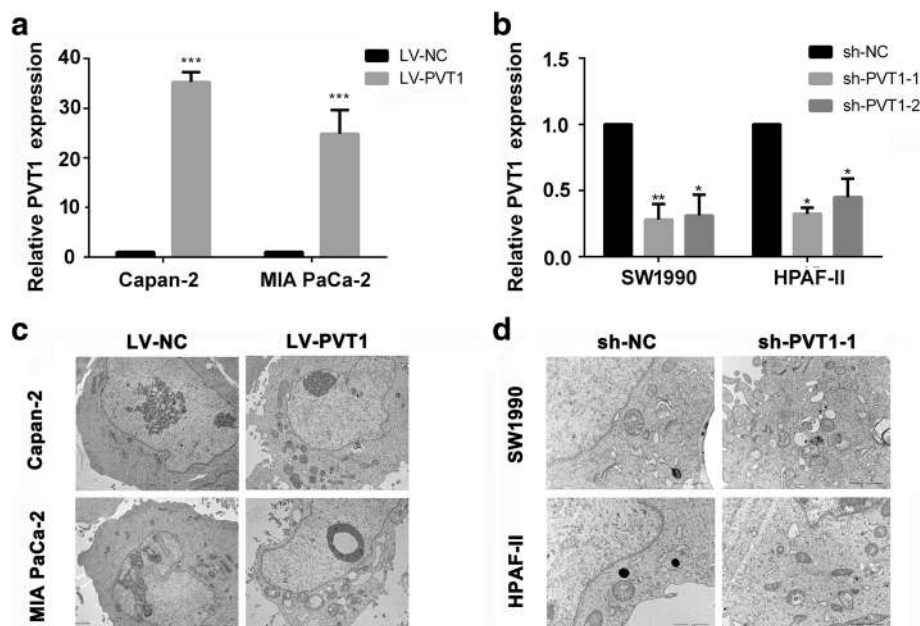 a
Relative PVT1 expression
40
30
20
10
0
***
***
LV-NC
LV-PVT1
Capan-2
MIA PaCa-2
b
Relative PVT1 expression
1.5
1.0
0.5
0.0
**
*
*
*
sh-NC
sh-PVT1-1
sh-PVT1-2
SW1990
HPAF-II
c
LV-NC
LV-PVT1
Capan-2
MIA PaCa-2
d
sh-NC
sh-PVT1-1
SW1990
HPAF-II